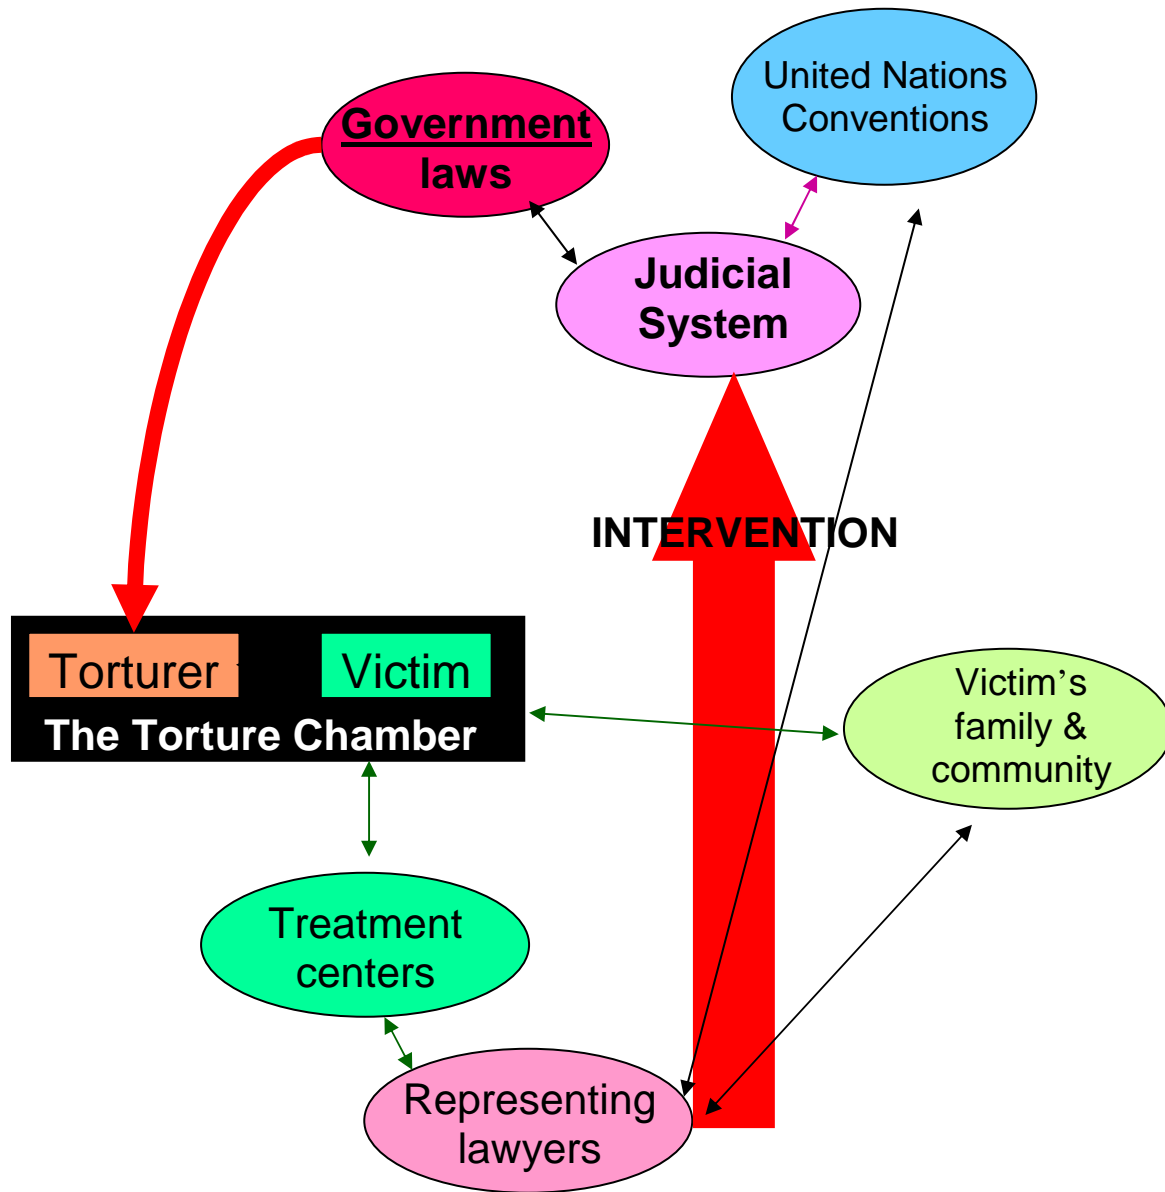 United Nations
Conventions
Government
laws
Judicial
System
INTERVENTION
Torturer
Victim
The Torture Chamber
Victim’s
family &
community
Treatment
centers
Representing
lawyers